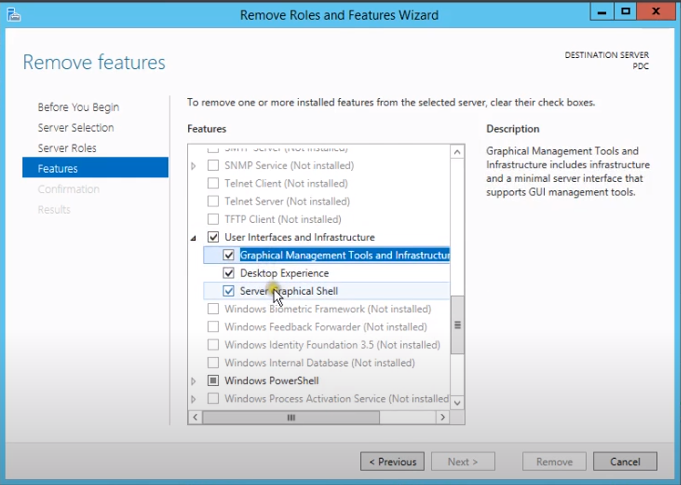 Remove Roles and Features Wizard
Remove features
DESTINATION SERVER
PDC
Before You Begin
Server Selection
Server Roles
Features
Confirmation
Results
To remove one or more installed features from the selected server, clear their check boxes.
Features
SNMP Service (Not installed)
Telnet Client (Not installed)
Telnet Server (Not installed)
TFTP Client (Not installed)
User Interfaces and Infrastructure
Graphical Management Tools and Infrastructur
Desktop Experience
Server Graphical Shell
Windows Biometric Framework (Not installed)
Windows Feedback Forwarder (Not installed)
Windows Identity Foundation 3.5 (Not installed)
Windows Internal Database (Not installed)
Windows PowerShell
Windows Process Activation Service (Not installed
Description
Graphical Management Tools and
Infrastructure includes infrastructure
and a minimal server interface that
supports GUI management tools.
< Previous
Next >
Remove
Cancel